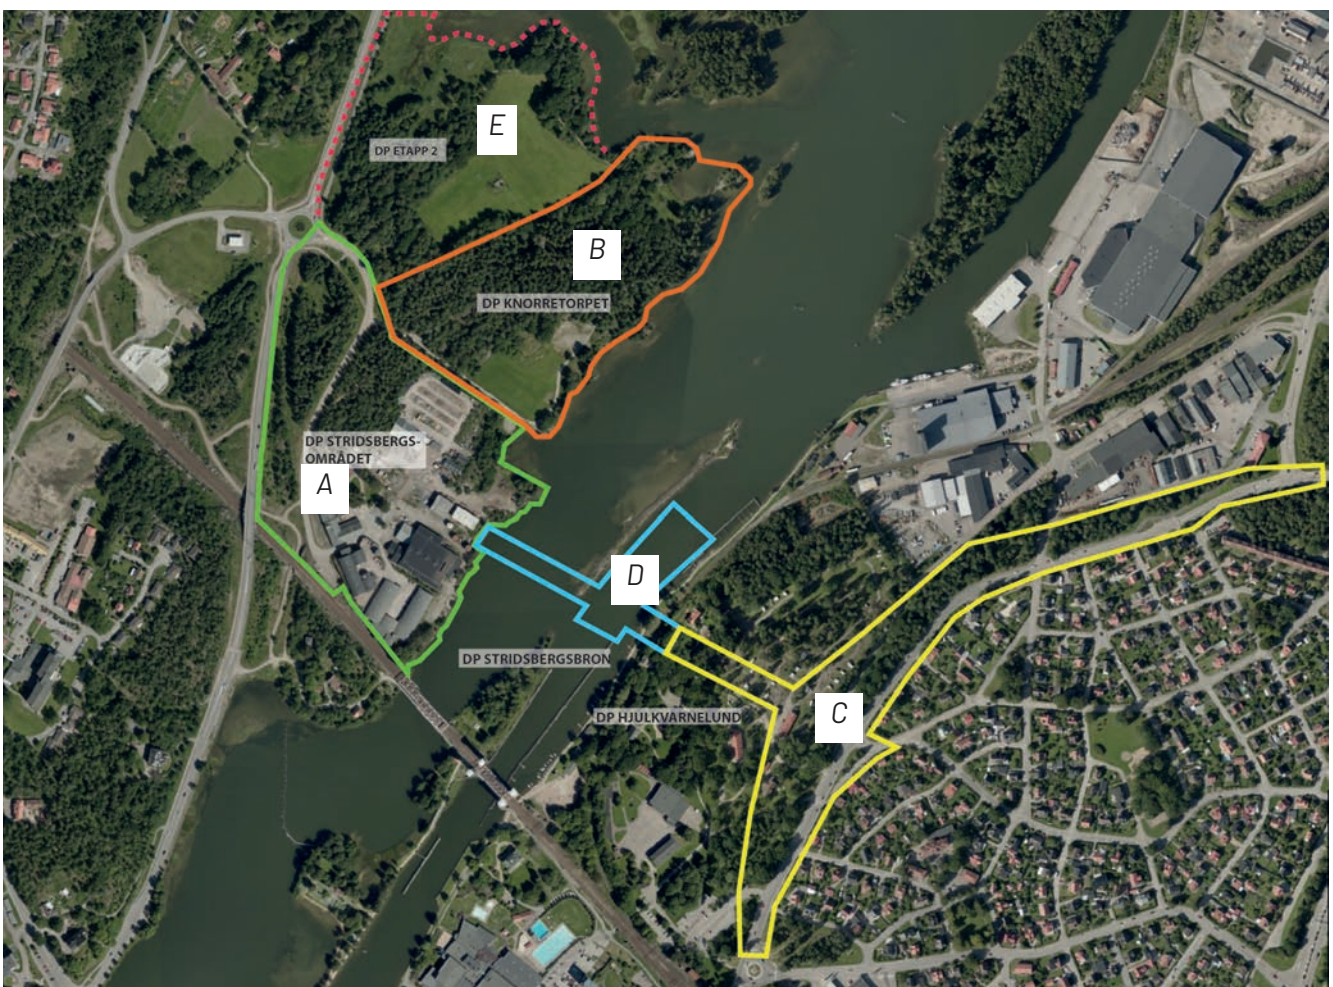 E
DP ETAPP 2
B
DP KNORRETORPET
DP STRIDSBERGS-
OMRÅDET
A
D
DP STRIDSBERGSBRON
C
DP HJULKVARNELUND